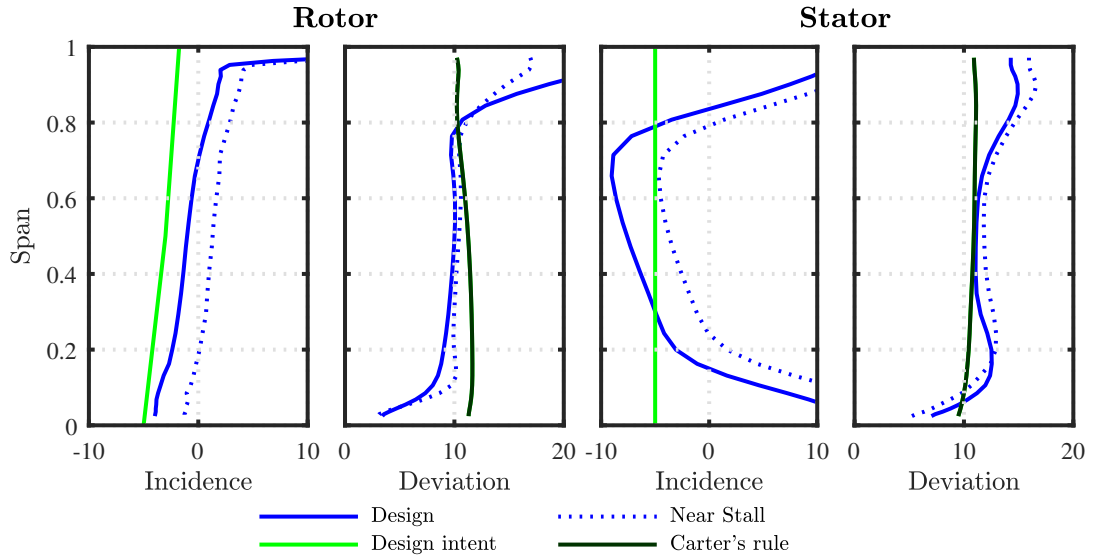 Rotor Stator
1
0.8
0.6
0.4
0.2
0
Span
-10 0 10 0 10 20 -10 0 10 0 10 20
Incidence Deviation Incidence Deviation
Design Near Stall
Design intent Carter's rule